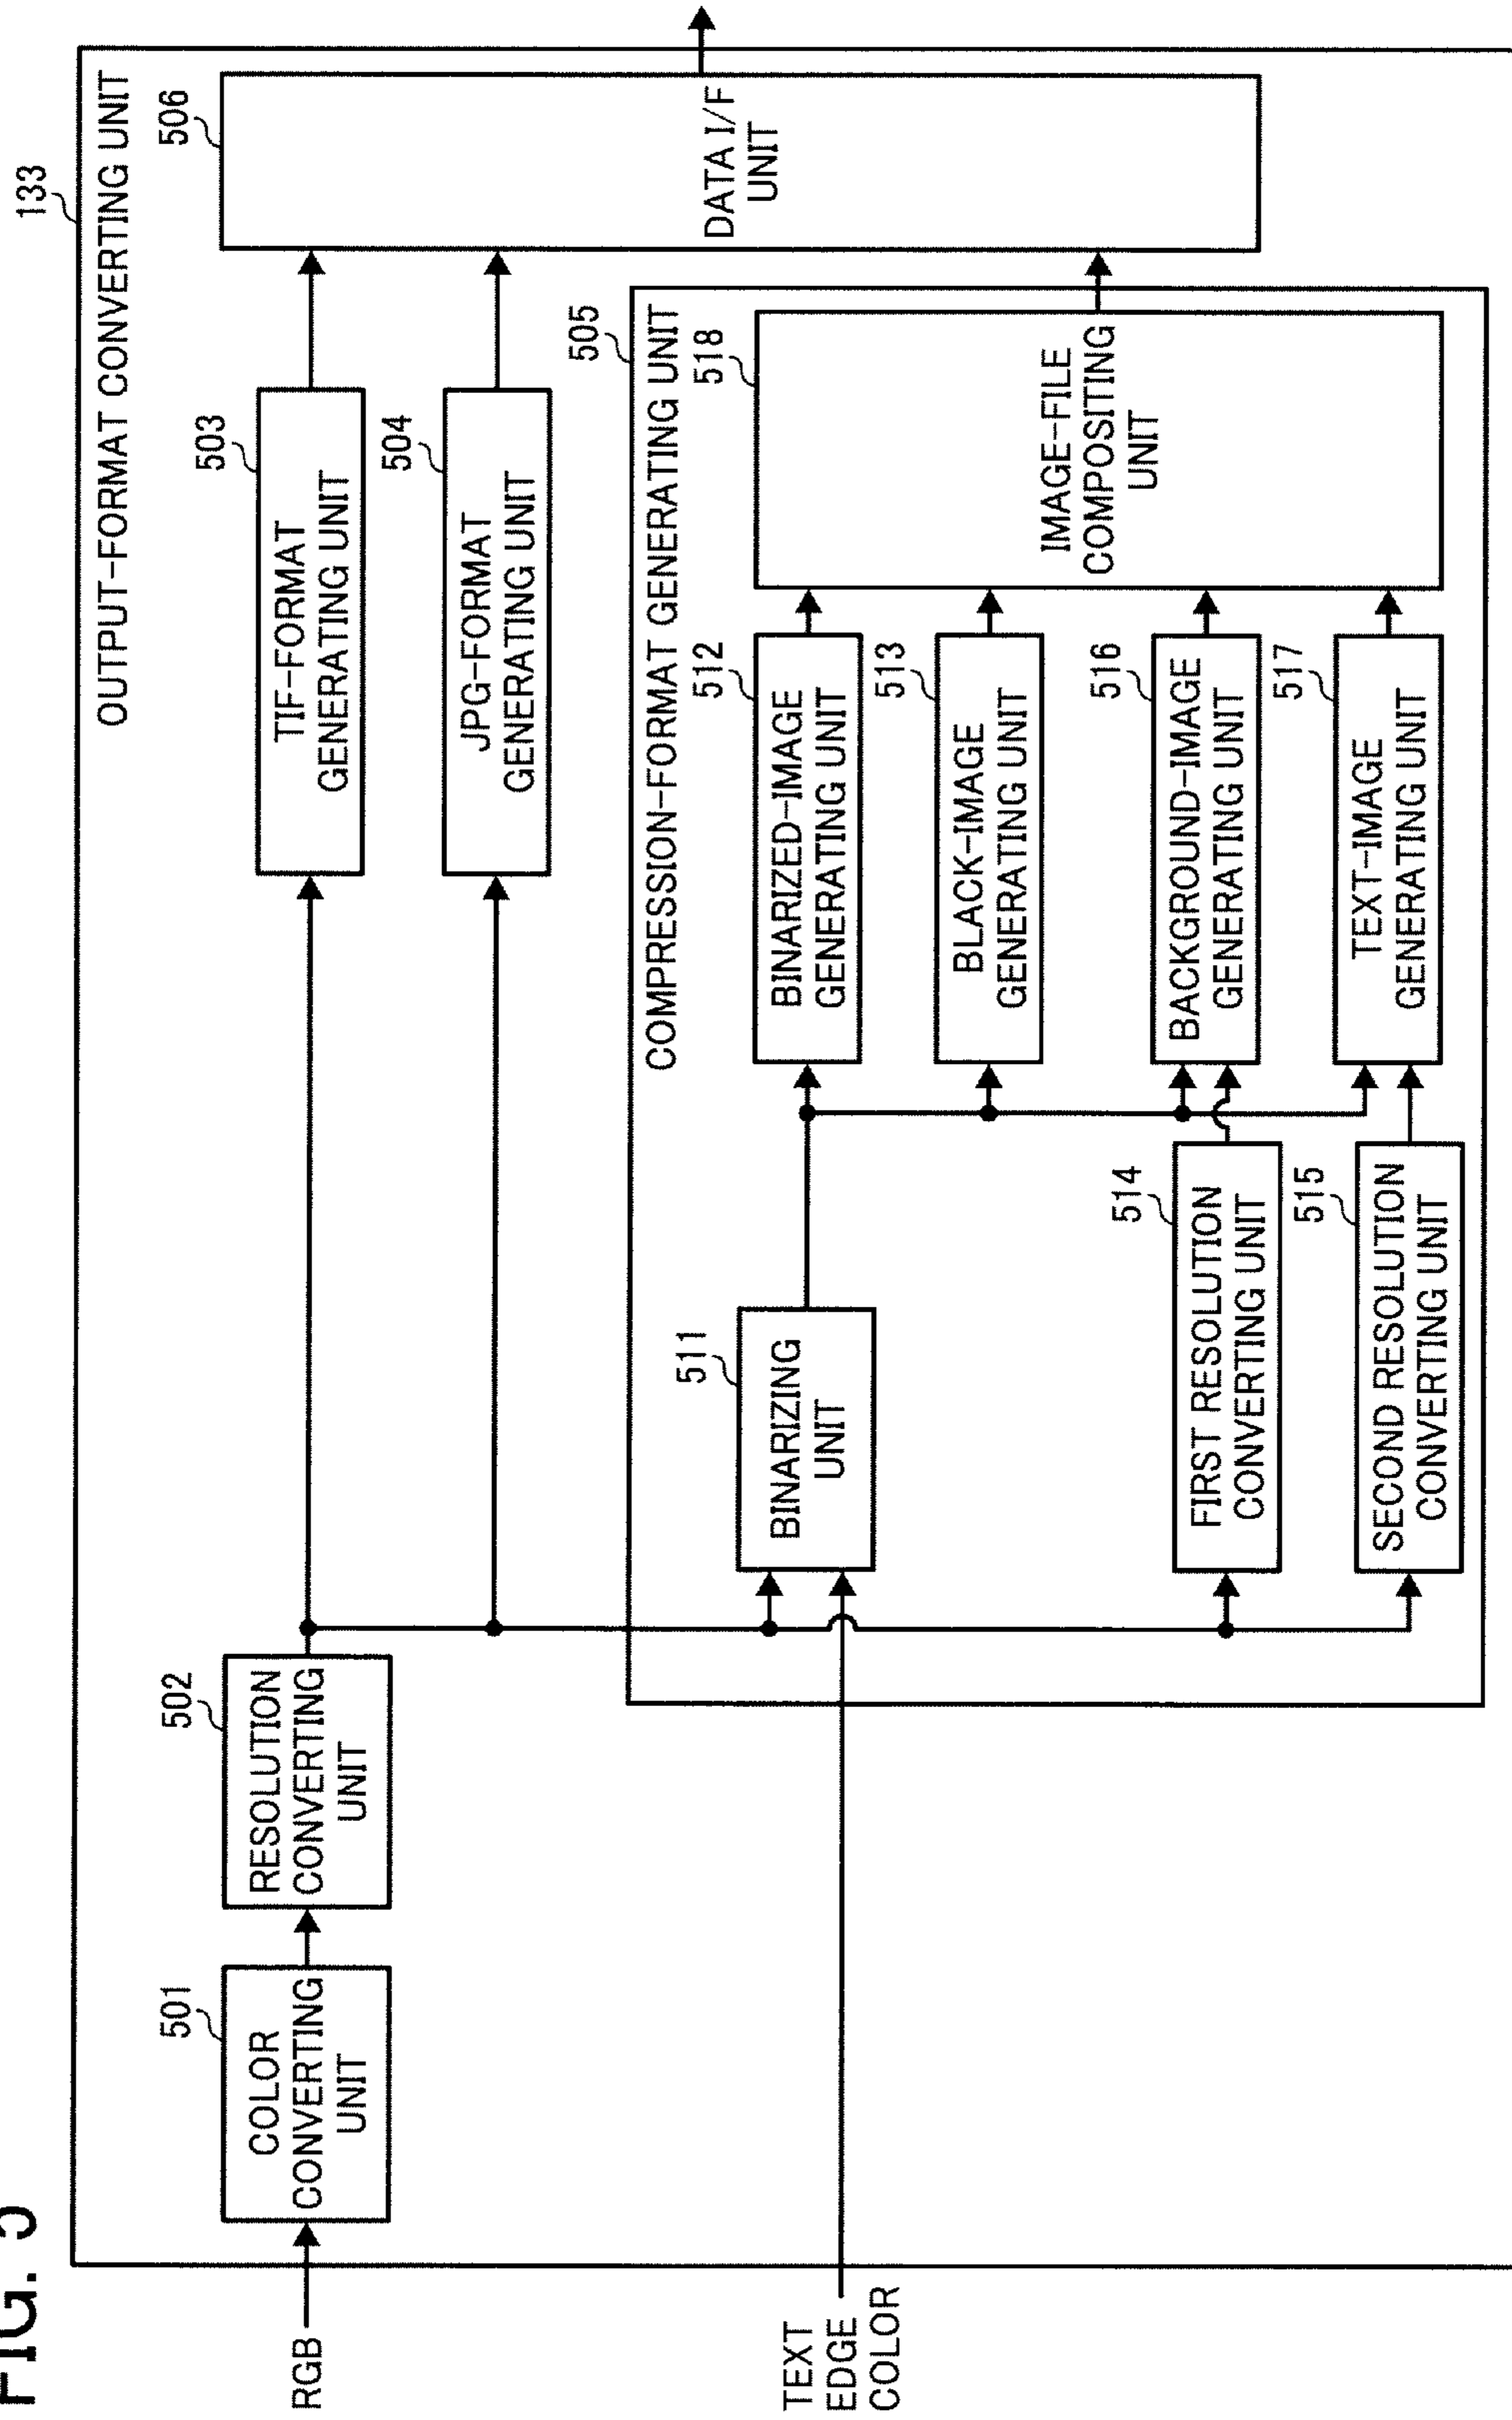 FIG. 5
133
OUTPUT-FORMAT CONVERTING UNIT
RGB
501
COLOR
CONVERTING
UNIT
502
RESOLUTION
CONVERTING
UNIT
503
TIF-FORMAT
GENERATING UNIT
504
JPG-FORMAT
GENERATING UNIT
506
DATA I/F
UNIT
505
COMPRESSION-FORMAT GENERATING UNIT
TEXT
EDGE
COLOR
511
BINARIZING
UNIT
512
BINARIZED-IMAGE
GENERATING UNIT
513
BLACK-IMAGE
GENERATING UNIT
514
FIRST RESOLUTION
CONVERTING UNIT
515
SECOND RESOLUTION
CONVERTING UNIT
516
BACKGROUND-IMAGE
GENERATING UNIT
517
TEXT-IMAGE
GENERATING UNIT
518
IMAGE-FILE
COMPOSITING
UNIT